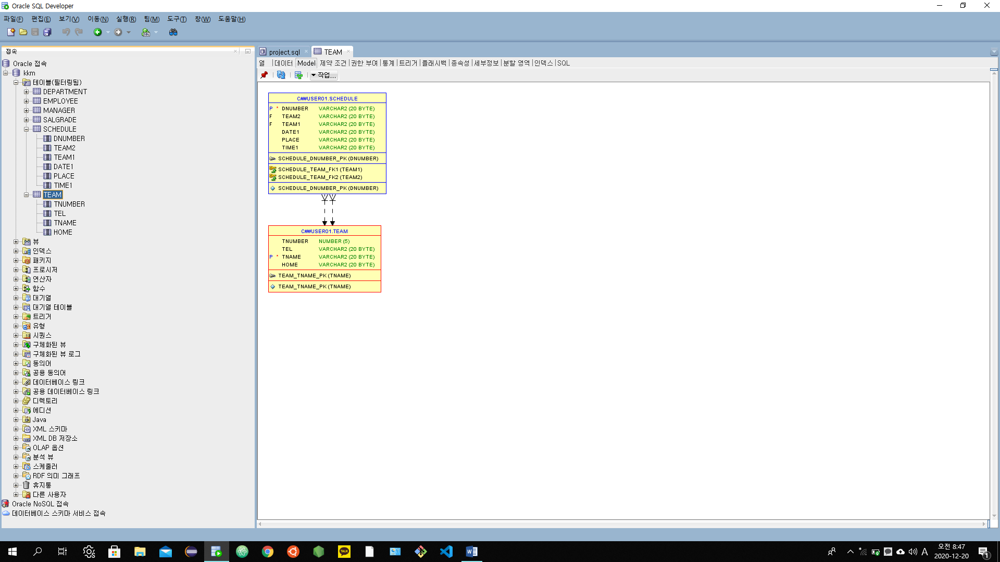 Oracle SQL Developer
파일(F) 편집(E) 보기(V) 이동(N) 실행(R) 팀(M) 도구(T) 창(W) 도움말(H)
접속
Oracle 접속
kkm
테이블(필터링됨)
DEPARTMENT
EMPLOYEE
MANAGER
SALGRADE
SCHEDULE
DNUMBER
TEAM2
TEAM1
DATE1
PLACE
TIME1
TEAM
TNUMBER
TEL
TNAME
HOME
뷰
인덱스
패키지
프로시저
연산자
함수
대기열
대기열 테이블
트리거
유형
시퀀스
구체화된 뷰
구체화된 뷰 로그
동의어
공용 동의어
데이터베이스 링크
공용 데이터베이스 링크
디렉토리
에디션
Java
XML 스키마
XML DB 저장소
OLAP 옵션
분석 뷰
스케줄러
RDF 의미 그래프
휴지통
다른 사용자
Oracle NoSQL 접속
데이터베이스 스키마 서비스 접속
project.sql TEAM
열 |데이터 |Model| 제약 조건 |권한 부여 |통계 |트리거 |플래시백 |종속성 |세부정보 |분할 영역 |인덱스 |SQL
작업...
C##USER01.SCHEDULE
P * DNUMBER VARCHAR2 (20 BYTE)
F TEAM2 VARCHAR2 (20 BYTE)
F TEAM1 VARCHAR2 (20 BYTE)
DATE1 VARCHAR2 (20 BYTE)
PLACE VARCHAR2 (20 BYTE)
TIME1 VARCHAR2 (20 BYTE)
SCHEDULE_DNUMBER_PK (DNUMBER)
SCHEDULE_TEAM_FK1 (TEAM1)
SCHEDULE_TEAM_FK2 (TEAM2)
SCHEDULE_DNUMBER_PK (DNUMBER)
C##USER01.TEAM
TNUMBER NUMBER (5)
TEL VARCHAR2 (20 BYTE)
P * TNAME VARCHAR2 (20 BYTE)
HOME VARCHAR2 (20 BYTE)
TEAM_TNAME_PK (TNAME)
TEAM_TNAME_PK (TNAME)
TALK
A
오전 8:47
2020-12-20
1